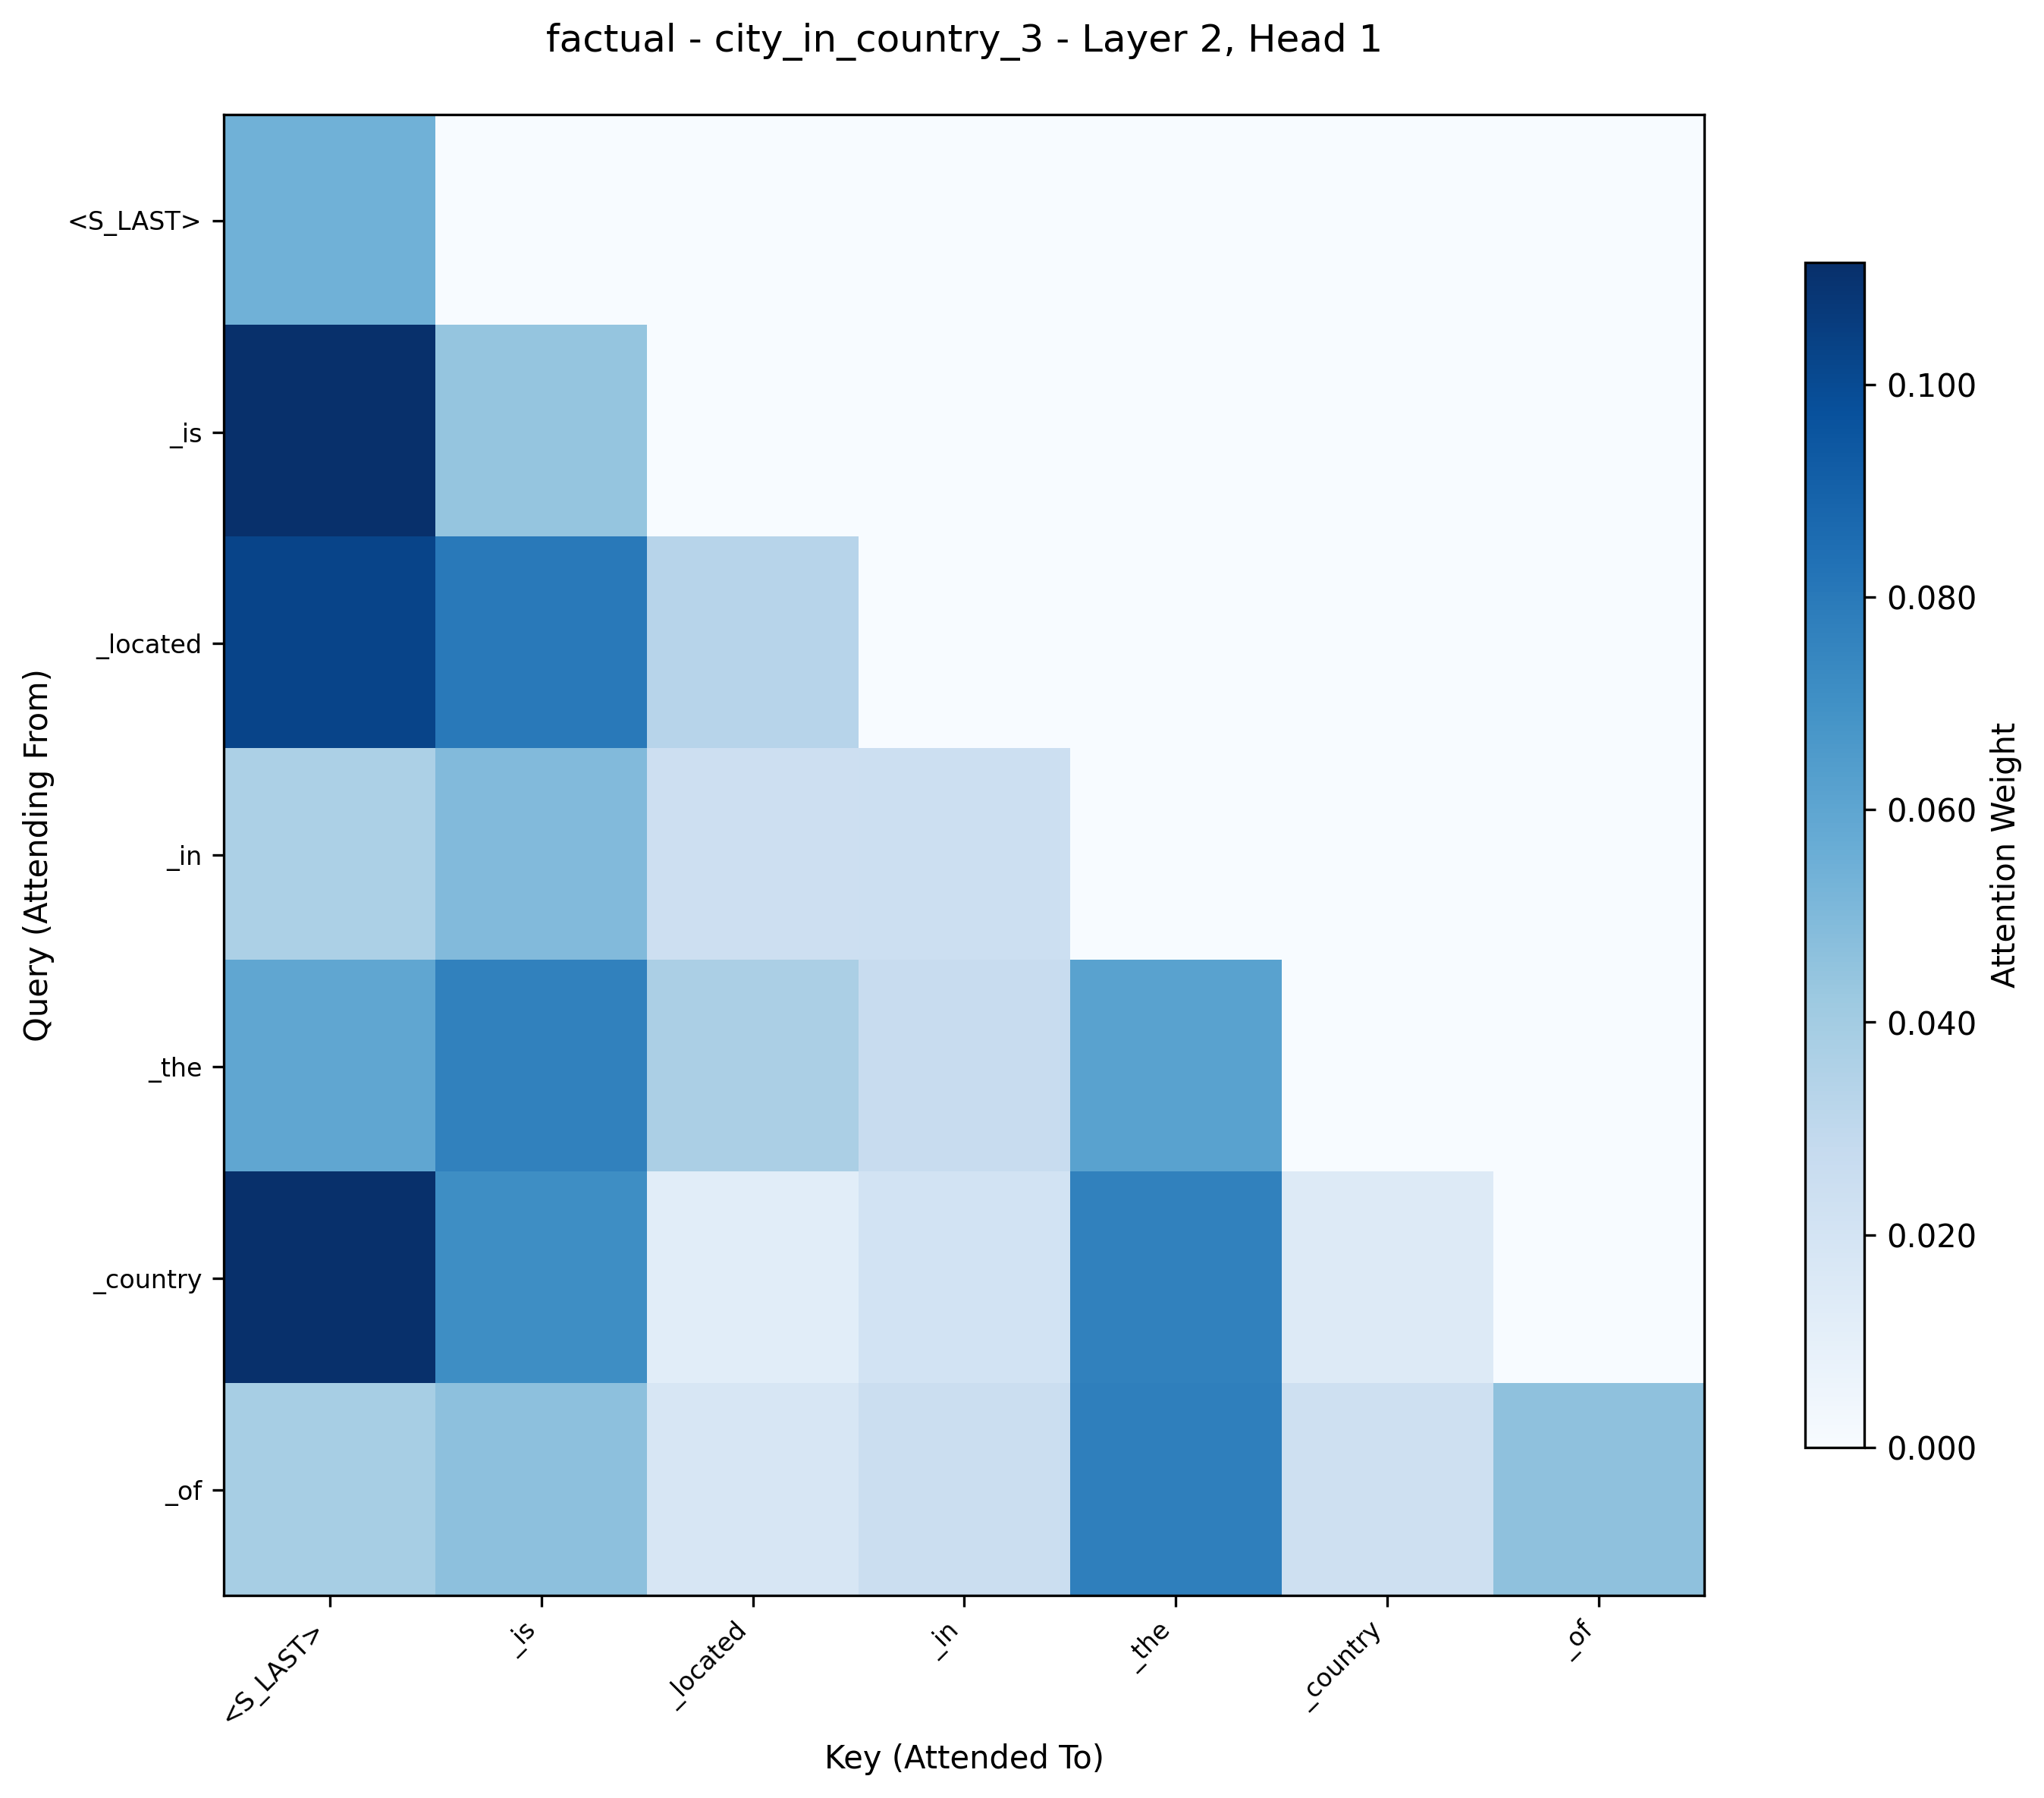 factual - city_in_country_3 - Layer 2, Head 1
<S_LAST>
_is
_located
_in
_the
_country
_of
Query (Attending From)
<S_LAST>
_is
_located
_in
_the
_country
_of
Key (Attended To)
0.100
0.080
0.060
0.040
0.020
0.000
Attention Weight